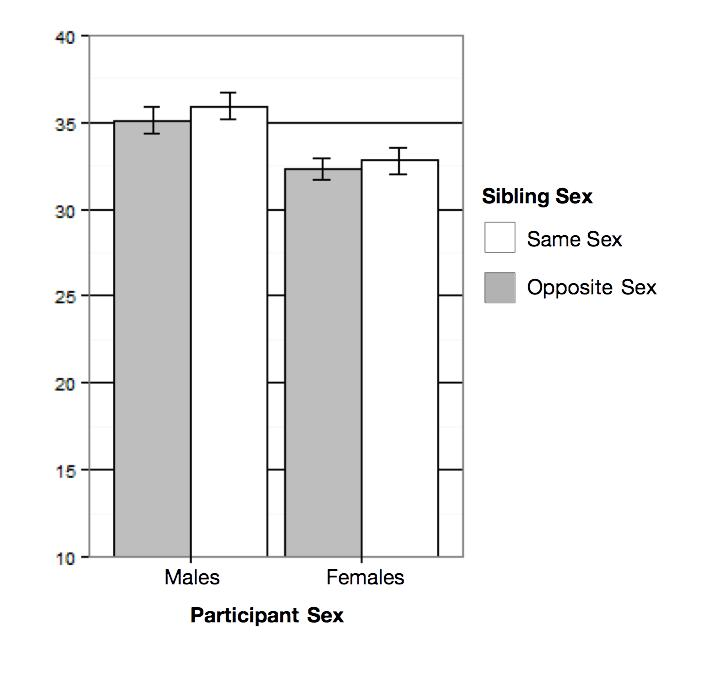 40
35
30
25
20
15
10
Males Females
Participant Sex
Sibling Sex
Same Sex
Opposite Sex